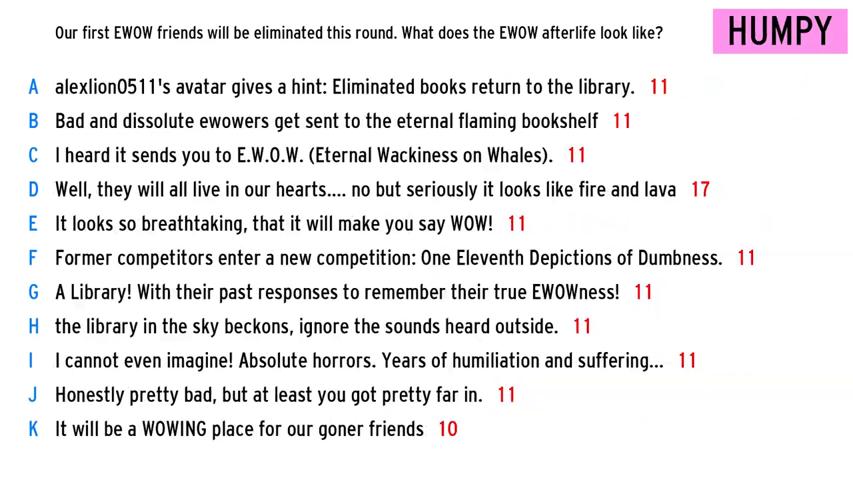 Our first EWOW friends will be eliminated this round. What does the EWOW afterlife look like?
HUMPY
A alexlion0511's avatar gives a hint: Eliminated books return to the library. 11
B Bad and dissolute ewowers get sent to the eternal flaming bookshelf 11
C I heard it sends you to E.W.O.W. (Eternal Wackiness on Whales). 11
D Well, they will all live in our hearts.... no but seriously it looks like fire and lava 17
E It looks so breathtaking, that it will make you say WOW! 11
F Former competitors enter a new competition: One Eleventh Depictions of Dumbness. 11
G A Library! With their past responses to remember their true EWOWness! 11
H the library in the sky beckons, ignore the sounds heard outside. 11
I I cannot even imagine! Absolute horrors. Years of humiliation and suffering... 11
J Honestly pretty bad, but at least you got pretty far in. 11
K It will be a WOWING place for our goner friends 10